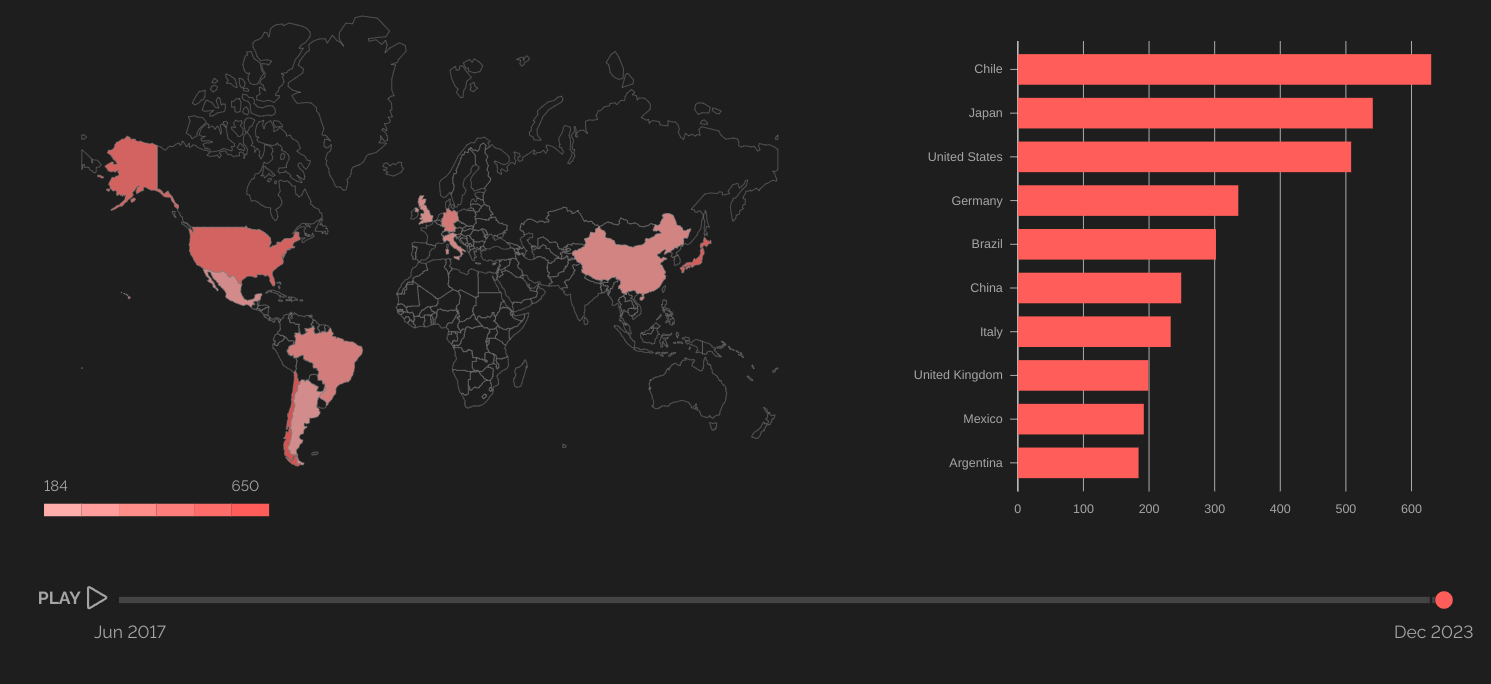 184 650
Chile
Japan
United States
Germany
Brazil
China
Italy
United Kingdom
Mexico
Argentina
0 100 200 300 400 500 600
PLAY
Jun 2017 Dec 2023